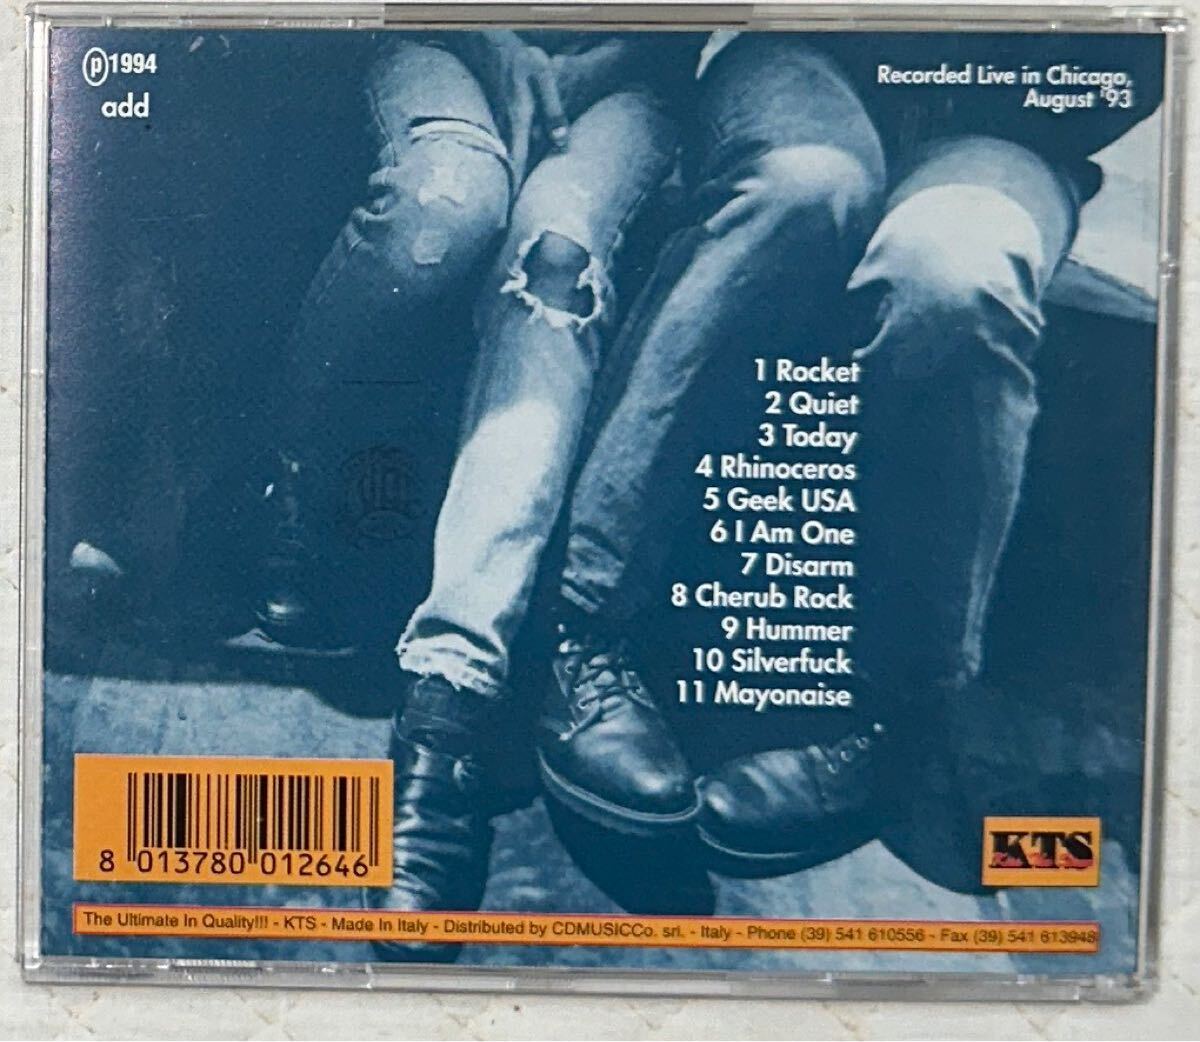 ℗1994
add
Recorded Live in Chicago,
August '93
1 Rocket
2 Quiet
3 Today
4 Rhinoceros
5 Geek USA
6 I Am One
7 Disarm
8 Cherub Rock
9 Hummer
10 Silverfuck
11 Mayonaise
8 013780 012646
KTS
The Ultimate In Quality!!! - KTS - Made In Italy - Distributed by CDMUSICCo. srl. - Italy - Phone (39) 541 610556 - Fax (39) 541 613948